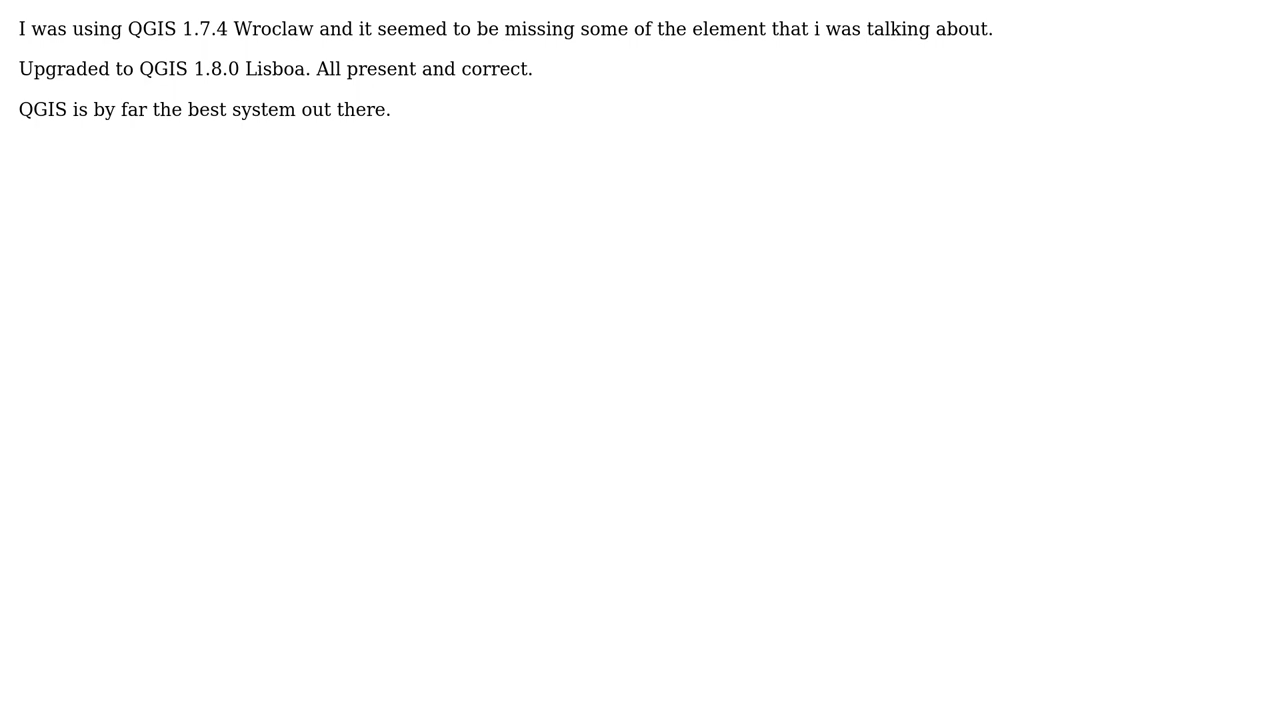 I was using QGIS 1.7.4 Wroclaw and it seemed to be missing some of the element that i was talking about.
Upgraded to QGIS 1.8.0 Lisboa. All present and correct.
QGIS is by far the best system out there.